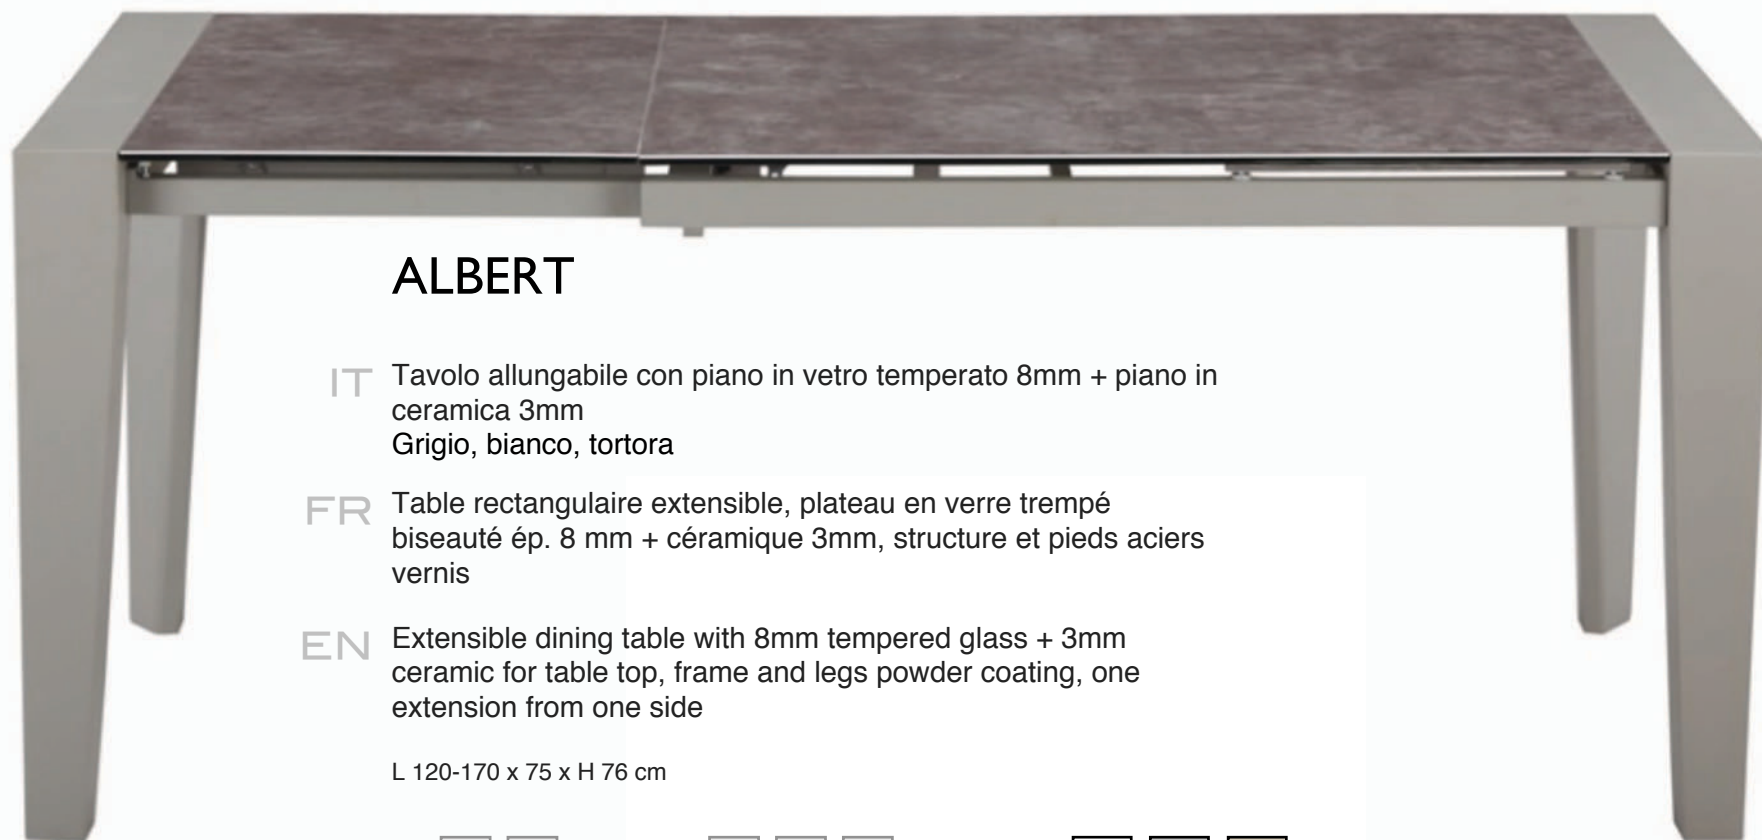 ALBERT
IT Tavolo allungabile con piano in vetro temperato 8mm + piano in
ceramica 3mm
Grigio, bianco, tortora
FR Table rectangulaire extensible, plateau en verre trempé
biseauté ép. 8 mm + céramique 3mm, structure et pieds aciers
vernis
EN Extensible dining table with 8mm tempered glass + 3mm
ceramic for table top, frame and legs powder coating, one
extension from one side
L 120-170 x 75 x H 76 cm